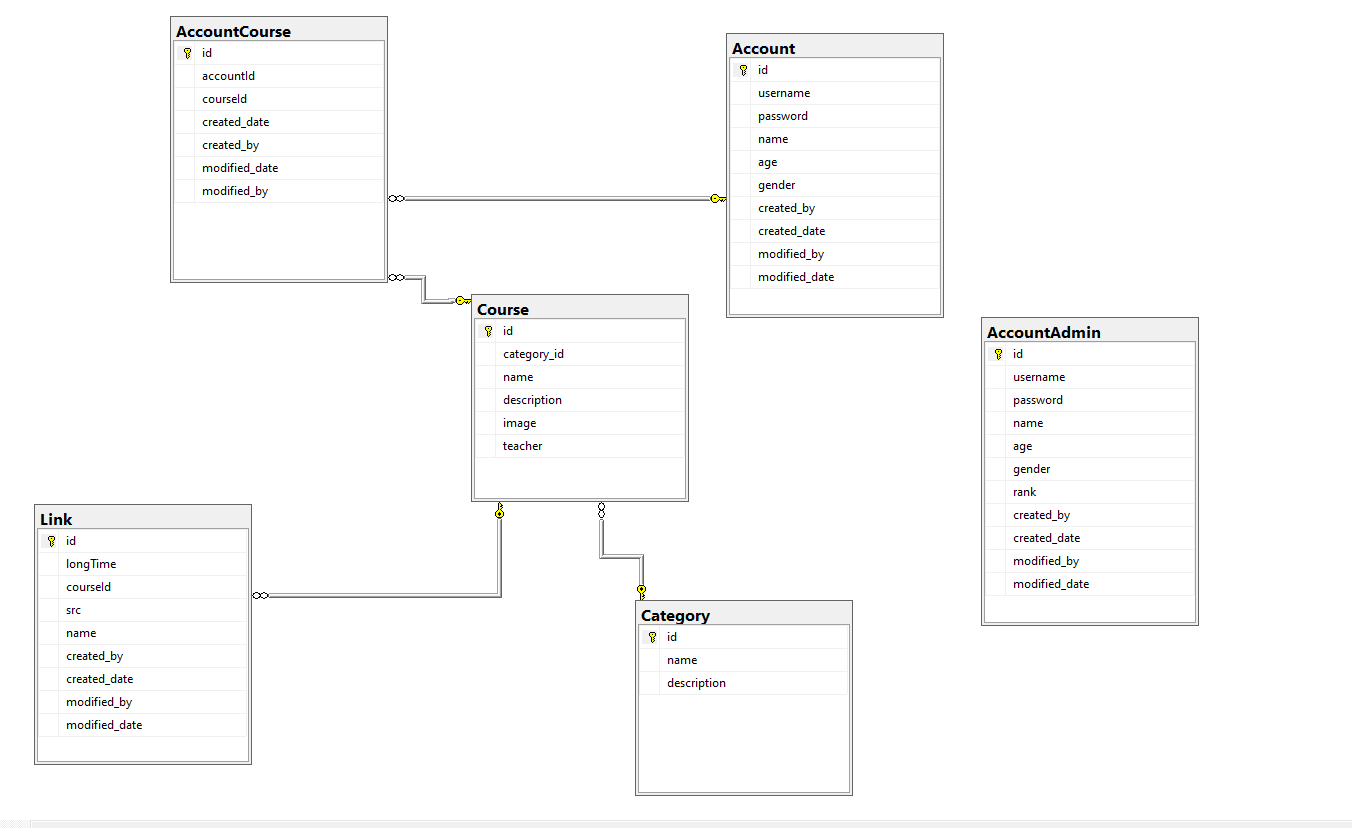 AccountCourse
id
accountId
courseId
created_date
created_by
modified_date
modified_by
Account
id
username
password
name
age
gender
created_by
created_date
modified_by
modified_date
Course
id
category_id
name
description
image
teacher
AccountAdmin
id
username
password
name
age
gender
rank
created_by
created_date
modified_by
modified_date
Link
id
longTime
courseId
src
name
created_by
created_date
modified_by
modified_date
Category
id
name
description